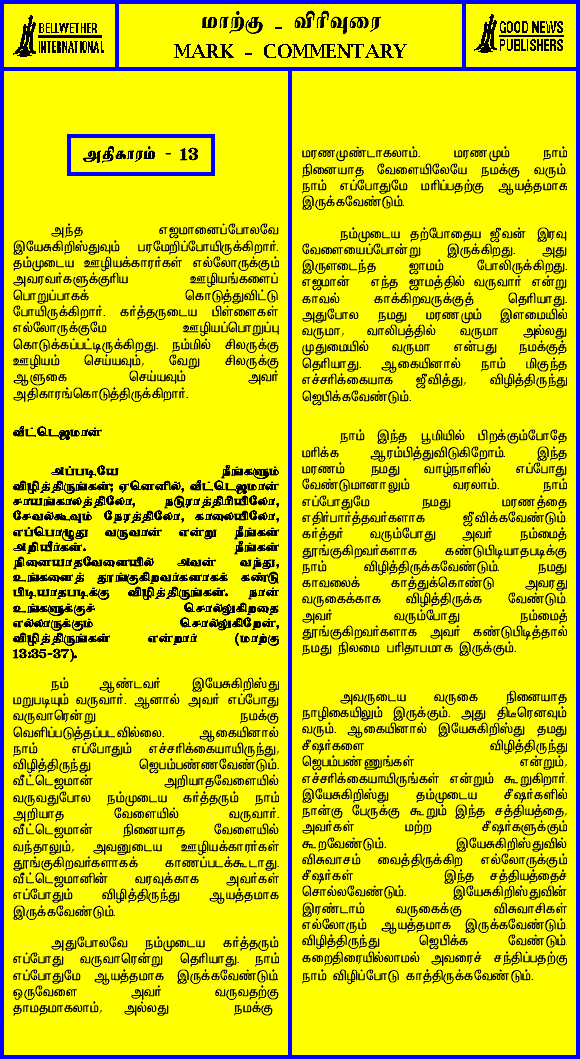 BELLWETHER
INTERNATIONAL
மாற்கு - விரிவுரை
MARK - COMMENTARY
GOOD NEWS
PUBLISHERS
அதிகாரம் - 13
அந்த எஜமானைப்போலவே
இயேசுகிறிஸ்துவும் பரமேறிப்போயிருக்கிறார்.
தம்முடைய ஊழியக்காரர்கள் எல்லோருக்கும்
அவரவர்களுக்குரிய ஊழியங்களைப்
பொறுப்பாகக் கொடுத்துவிட்டு
போயிருக்கிறார். கர்த்தருடைய பிள்ளைகள்
எல்லோருக்குமே ஊழியப்பொறுப்பு
கொடுக்கப்பட்டிருக்கிறது. நம்மில் சிலருக்கு
ஊழியம் செய்யவும், வேறு சிலருக்கு
ஆளுகை செய்யவும் அவர்
அதிகாரங்கொடுத்திருக்கிறார்.
வீட்டெஜமான்
அப்படியே நீங்களும்
விழித்திருங்கள்; ஏனெனில், வீட்டெஜமான்
சாயங்காலத்திலோ, நடுராத்திரியிலோ,
சேவல்கூவும் நேரத்திலோ, காலையிலோ,
எப்பொழுது வருவான் என்று நீங்கள்
அறியீர்கள். நீங்கள்
நினையாதவேளையில் அவன் வந்து,
உங்களைத் தூங்குகிறவர்களாகக் கண்டு
பிடியாதபடிக்கு விழித்திருங்கள். நான்
உங்களுக்குச் சொல்லுகிறதை
எல்லாருக்கும் சொல்லுகிறேன்,
விழித்திருங்கள் என்றார் (மாற்கு
13:35-37).
நம் ஆண்டவர் இயேசுகிறிஸ்து
மறுபடியும் வருவார். ஆனால் அவர் எப்போது
வருவாரென்று நமக்கு
வெளிப்படுத்தப்படவில்லை. ஆகையினால்
நாம் எப்போதும் எச்சரிக்கையாயிருந்து,
விழித்திருந்து ஜெபம்பண்ணவேண்டும்.
வீட்டெஜமான் அறியாதவேளையில்
வருவதுபோல நம்முடைய கர்த்தரும் நாம்
அறியாத வேளையில் வருவார்.
வீட்டெஜமான் நினையாத வேளையில்
வந்தாலும், அவனுடைய ஊழியக்காரர்கள்
தூங்குகிறவர்களாகக் காணப்படக்கூடாது.
வீட்டெஜமானின் வரவுக்காக அவர்கள்
எப்போதும் விழித்திருந்து ஆயத்தமாக
இருக்கவேண்டும்.
அதுபோலவே நம்முடைய கர்த்தரும்
எப்போது வருவாரென்று தெரியாது. நாம்
எப்போதுமே ஆயத்தமாக இருக்கவேண்டும்
ஒருவேளை அவர் வருவதற்கு
தாமதமாகலாம், அல்லது நமக்கு
மரணமுண்டாகலாம். மரணமும் நாம்
நினையாத வேளையிலேயே நமக்கு வரும்.
நாம் எப்போதுமே மரிப்பதற்கு ஆயத்தமாக
இருக்கவேண்டும்.
நம்முடைய தற்போதைய ஜீவன் இரவு
வேளையைப்போன்று இருக்கிறது. அது
இருளடைந்த ஜாமம் போலிருக்கிறது.
எஜமான் எந்த ஜாமத்தில் வருவார் என்று
காவல் காக்கிறவருக்குத் தெரியாது.
அதுபோல நமது மரணமும் இளமையில்
வருமா, வாலிபத்தில் வருமா அல்லது
முதுமையில் வருமா என்பது நமக்குத்
தெரியாது. ஆகையினால் நாம் மிகுந்த
எச்சரிக்கையாக ஜீவித்து, விழித்திருந்து
ஜெபிக்கவேண்டும்.
நாம் இந்த பூமியில் பிறக்கும்போதே
மரிக்க ஆரம்பித்துவிடுகிறோம். இந்த
மரணம் நமது வாழ்நாளில் எப்போது
வேண்டுமானாலும் வரலாம். நாம்
எப்போதுமே நமது மரணத்தை
எதிர்பார்த்தவர்களாக ஜீவிக்கவேண்டும்.
கர்த்தர் வரும்போது அவர் நம்மைத்
தூங்குகிறவர்களாக கண்டுபிடியாதபடிக்கு
நாம் விழித்திருக்கவேண்டும். நமது
காவலைக் காத்துக்கொண்டு அவரது
வருகைக்காக விழித்திருக்க வேண்டும்
அவர் வரும்போது நம்மைத்
தூங்குகிறவர்களாக அவர் கண்டுபிடித்தால்
நமது நிலமை பரிதாபமாக இருக்கும்.
அவருடைய வருகை நினையாத
நாழிகையிலும் இருக்கும். அது திடீரெனவும்
வரும். ஆகையினால் இயேசுகிறிஸ்து தமது
சீஷர்களை விழித்திருந்து
ஜெபம்பண்ணுங்கள் என்றும்,
எச்சரிக்கையாயிருங்கள் என்றும் கூறுகிறார்.
இயேசுகிறிஸ்து தம்முடைய சீஷர்களில்
நான்கு பேருக்கு கூறும் இந்த சத்தியத்தை,
அவர்கள் மற்ற சீஷர்களுக்கும்
கூறவேண்டும். இயேசுகிறிஸ்துவில்
விசுவாசம் வைத்திருக்கிற எல்லோருக்கும்
சீஷர்கள் இந்த சத்தியத்தைச்
சொல்லவேண்டும். இயேசுகிறிஸ்துவின்
இரண்டாம் வருகைக்கு விசுவாசிகள்
எல்லோரும் ஆயத்தமாக இருக்கவேண்டும்.
விழித்திருந்து ஜெபிக்க வேண்டும்.
கறைதிரையில்லாமல் அவரைச் சந்திப்பதற்கு
நாம் விழிப்போடு காத்திருக்கவேண்டும்.